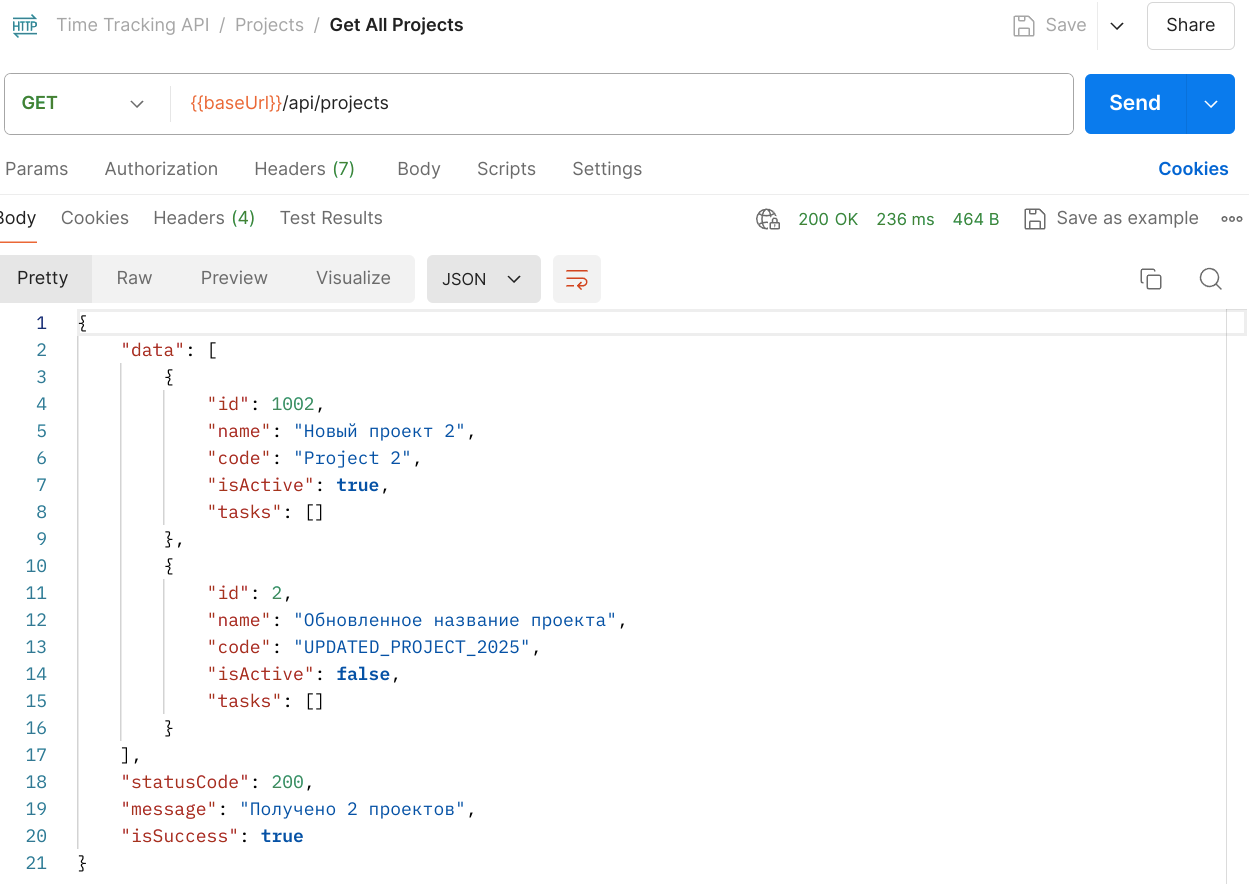 HTTP Time Tracking API / Projects / Get All Projects Save Share
GET {{baseUrl}}/api/projects Send
Params Authorization Headers (7) Body Scripts Settings Cookies
Body Cookies Headers (4) Test Results 200 OK 236 ms 464 B Save as example
Pretty Raw Preview Visualize JSON
1 {
2 "data": [
3 {
4 "id": 1002,
5 "name": "Новый проект 2",
6 "code": "Project 2",
7 "isActive": true,
8 "tasks": []
9 },
10 {
11 "id": 2,
12 "name": "Обновленное название проекта",
13 "code": "UPDATED_PROJECT_2025",
14 "isActive": false,
15 "tasks": []
16 }
17 ],
18 "statusCode": 200,
19 "message": "Получено 2 проектов",
20 "isSuccess": true
21 }